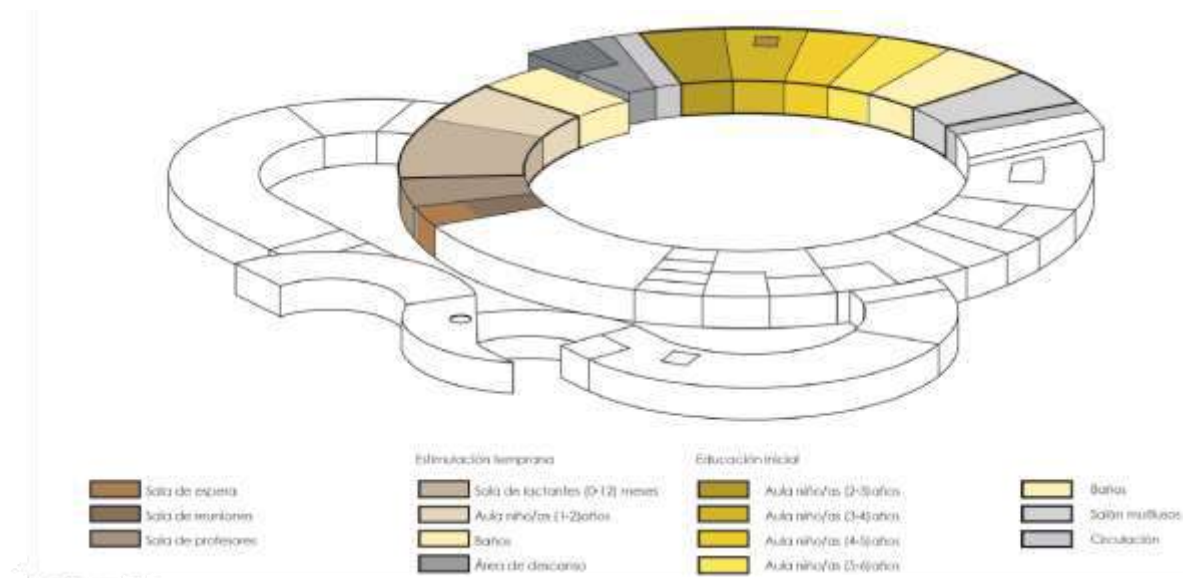 Estimulación temprana
Educación inicial
Sala de espera
Sala de reuniones
Sala de profesores
Sala de lactantes (0-12) meses
Aula niño/as (1-2)años
Baños
Área de descanso
Aula niño/as (2-3)años
Aula niño/as (3-4)años
Aula niño/as (4-5)años
Aula niño/as (5-6)años
Baños
Salón multiusos
Circulación